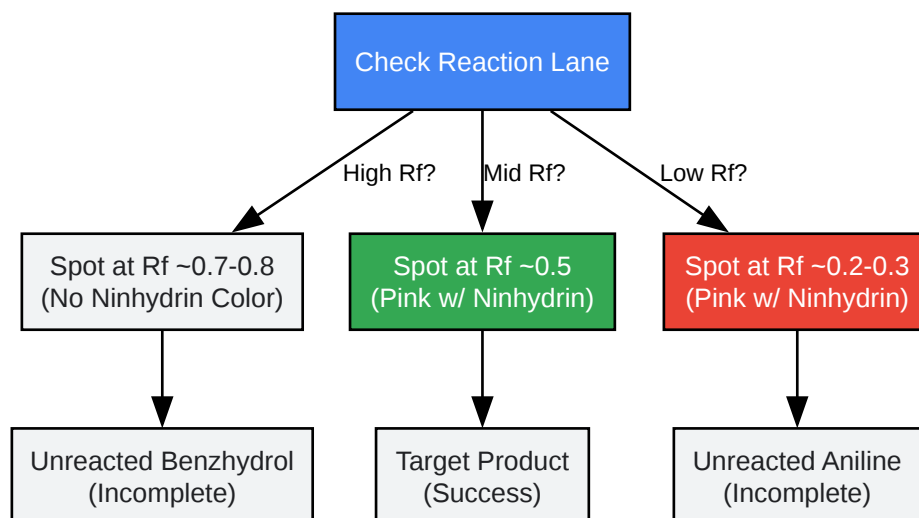 Check Reaction Lane
High Rf?
Mid Rf?
Low Rf?
Spot at Rf ~0.7-0.8
(No Ninhydrin Color)
Spot at Rf ~0.5
(Pink w/ Ninhydrin)
Spot at Rf ~0.2-0.3
(Pink w/ Ninhydrin)
Unreacted Benzhydrol
(Incomplete)
Target Product
(Success)
Unreacted Aniline
(Incomplete)